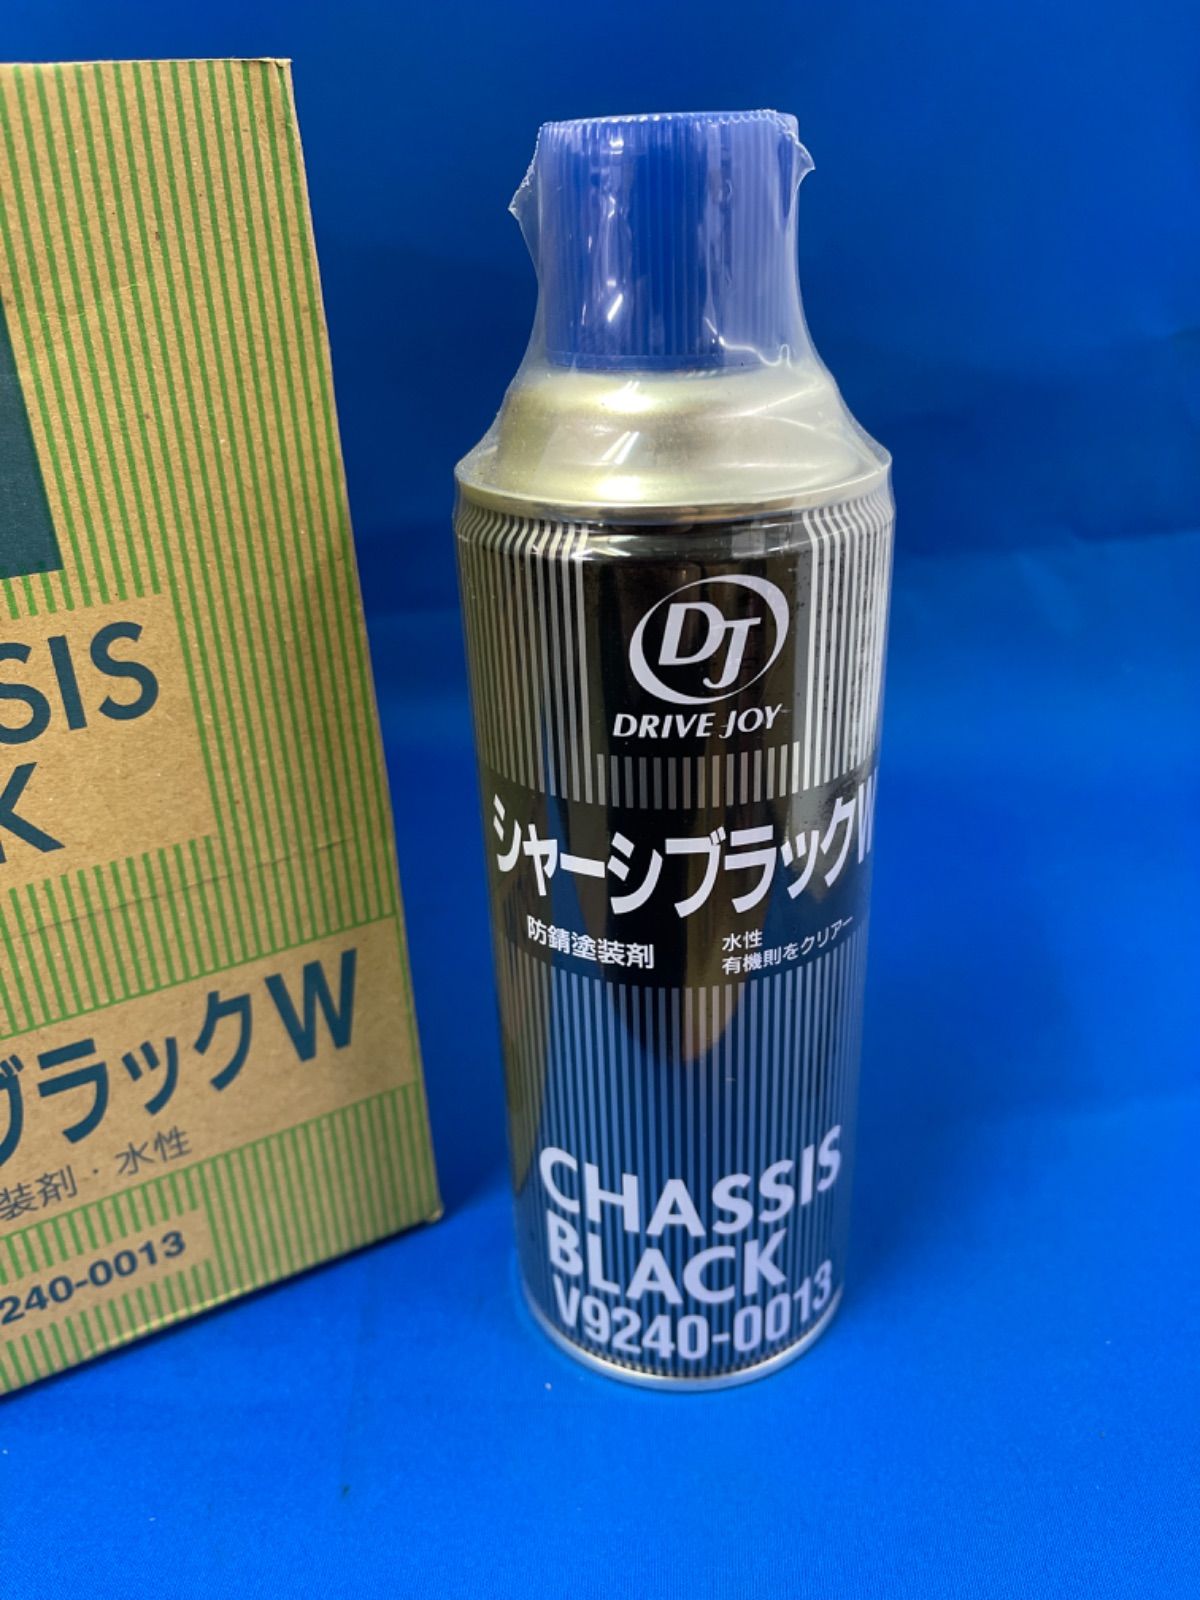 SSIS
K
ブラックW
装剤・水性
240-0013
DJ
DRIVE JOY
シャーシブラックW
防錆塗装剤
水性
有機則をクリアー
CHASSIS
BLACK
V9240-0013